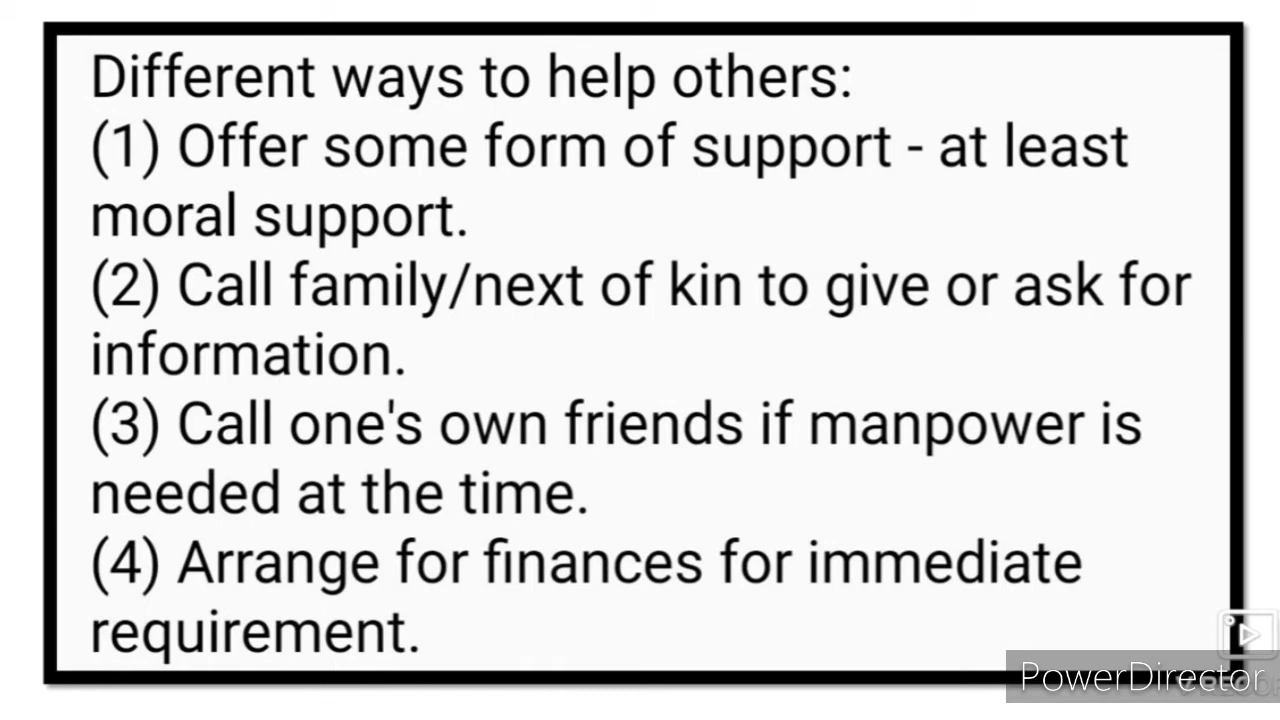 Different ways to help others:
(1) Offer some form of support - at least
moral support.
(2) Call family/next of kin to give or ask for
information.
(3) Call one's own friends if manpower is
needed at the time.
(4) Arrange for finances for immediate
requirement.
PowerDirector